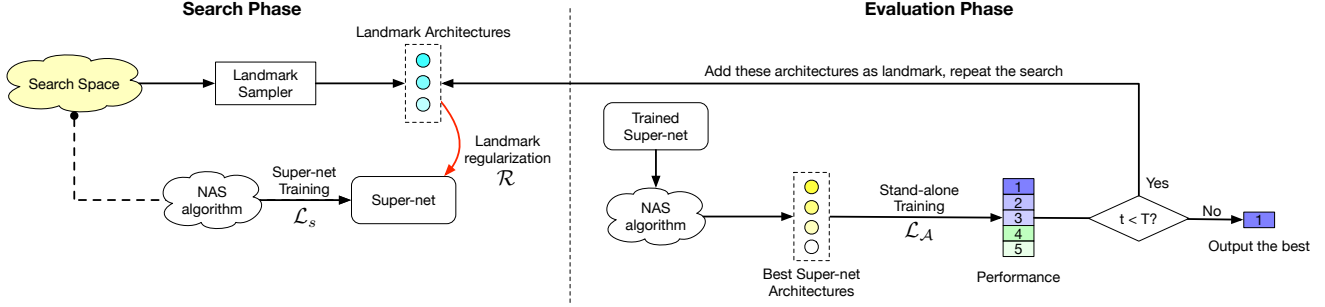 Search Phase
Landmark Architectures
Search Space
Landmark
Sampler
Landmark
regularization
R
NAS
algorithm
Super-net
Training
L_s
Super-net
Evaluation Phase
Add these architectures as landmark, repeat the search
Trained
Super-net
NAS
algorithm
Best Super-net
Architectures
Stand-alone
Training
L_A
1
2
3
4
5
Performance
t < T?
Yes
No
1
Output the best